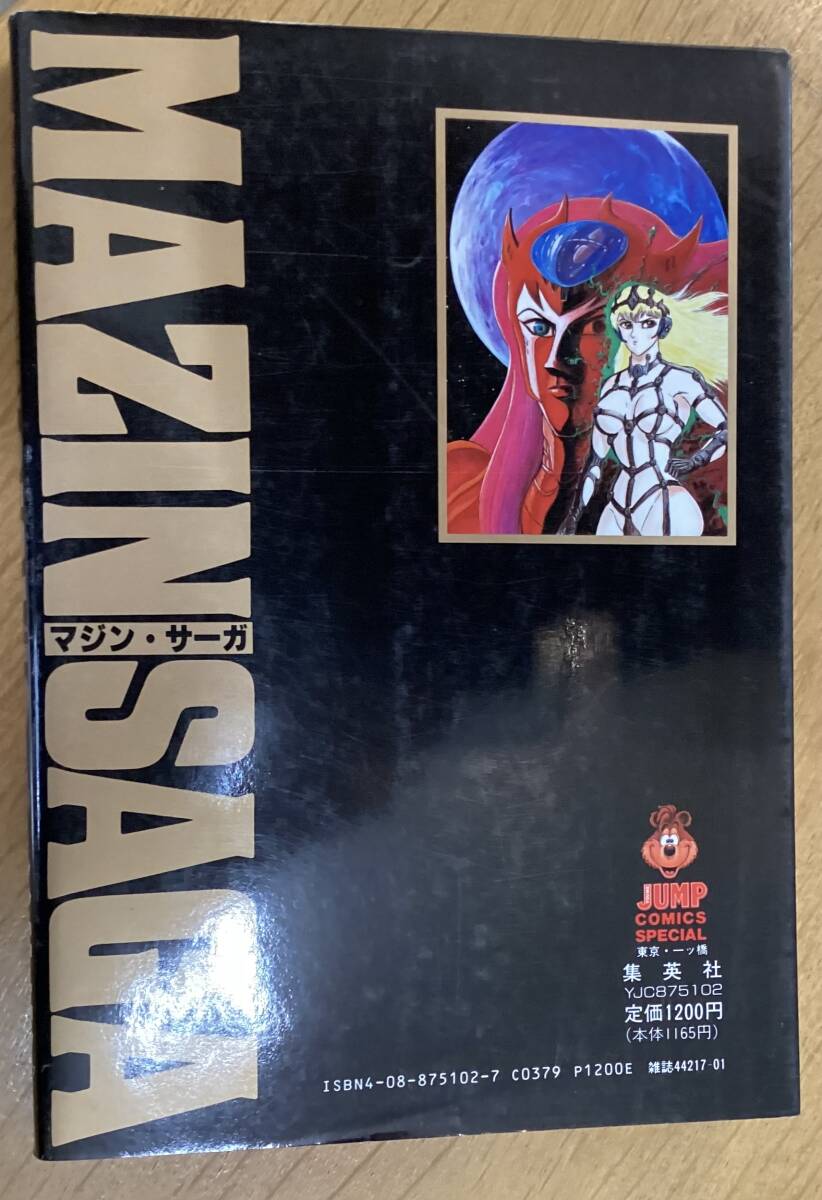 MAZIN SAGA
マジン・サーガ
JUMP
COMICS
SPECIAL
東京・一ッ橋
集英社
YJC875102
定価1200円
(本体1165円)
ISBN4-08-875102-7 C0379 P1200E 雑誌44217-01